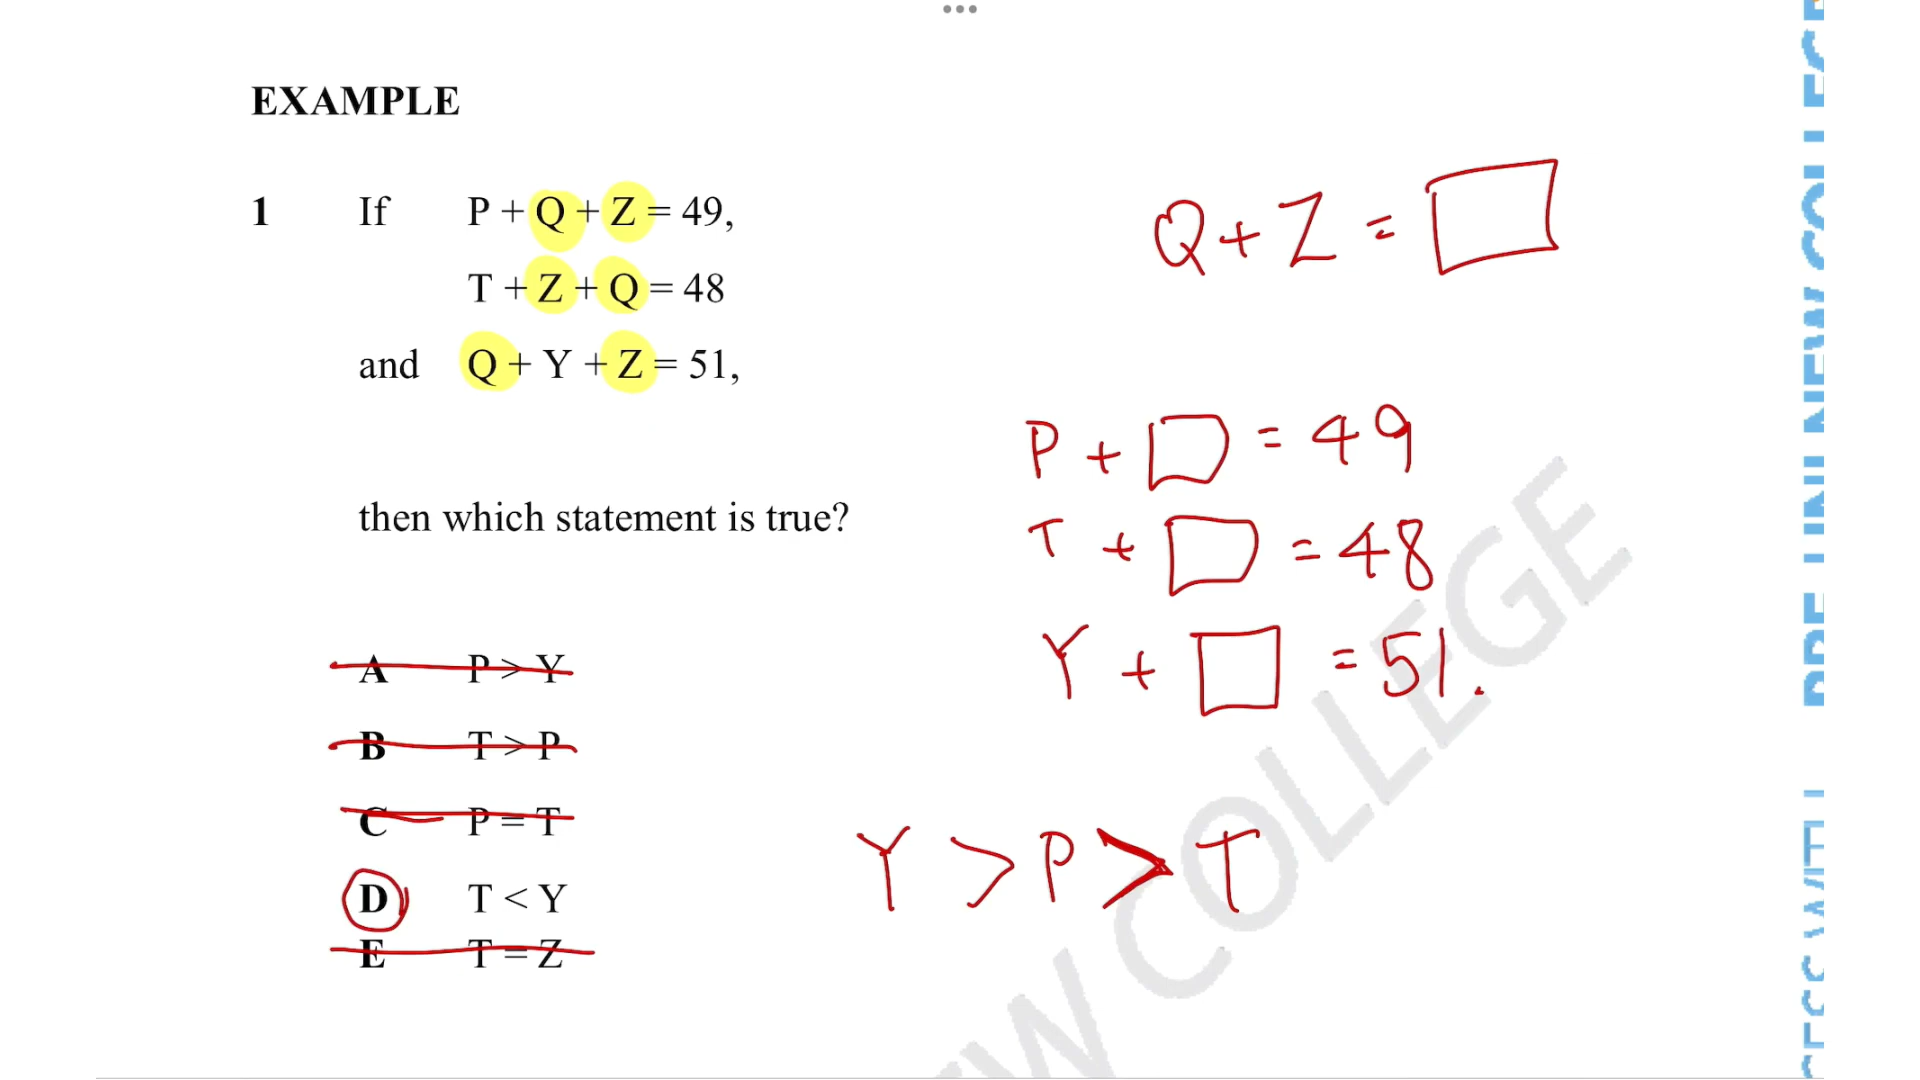 EXAMPLE
1 If P + Q + Z = 49,
T + Z + Q = 48
and Q + Y + Z = 51,
then which statement is true?
A P > Y
B T > P
C P = T
D T < Y
E T = Z
Q + Z = □
P + □ = 49
T + □ = 48
Y + □ = 51.
Y > P > T
W COLLEGE